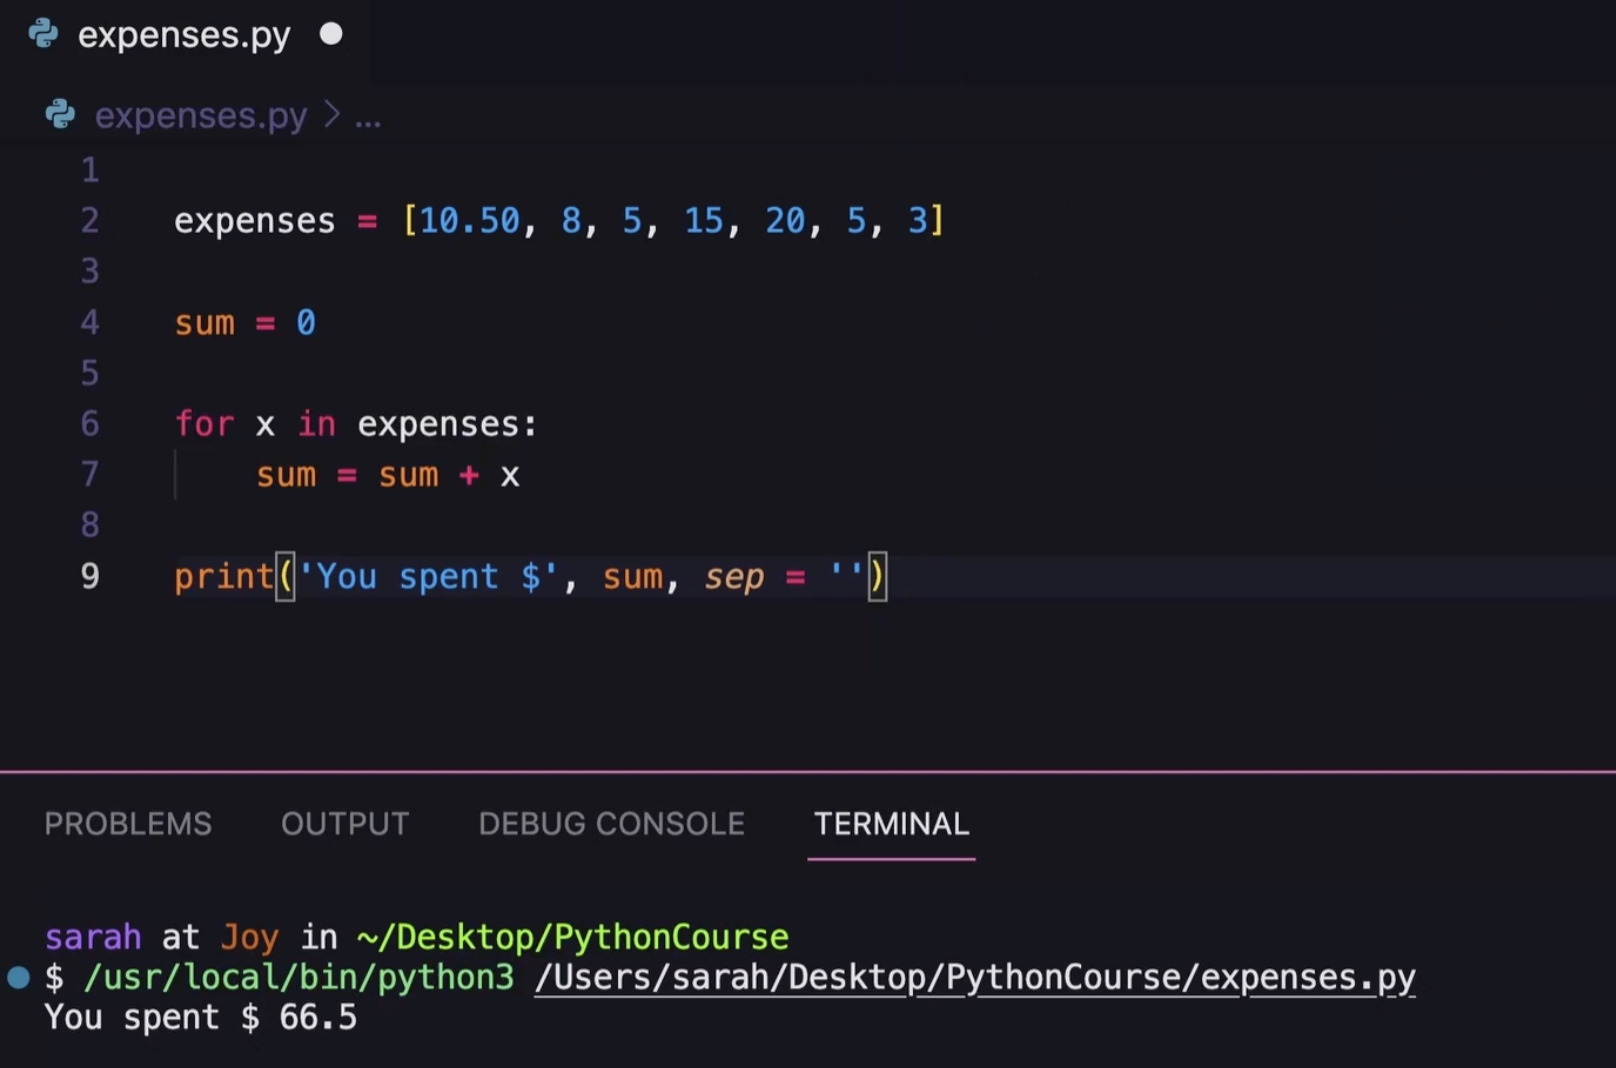 expenses.py
expenses.py > ...
1
2 expenses = [10.50, 8, 5, 15, 20, 5, 3]
3
4 sum = 0
5
6 for x in expenses:
7     sum = sum + x
8
9 print('You spent $', sum, sep = '')
PROBLEMS OUTPUT DEBUG CONSOLE TERMINAL
sarah at Joy in ~/Desktop/PythonCourse
$ /usr/local/bin/python3 /Users/sarah/Desktop/PythonCourse/expenses.py
You spent $ 66.5